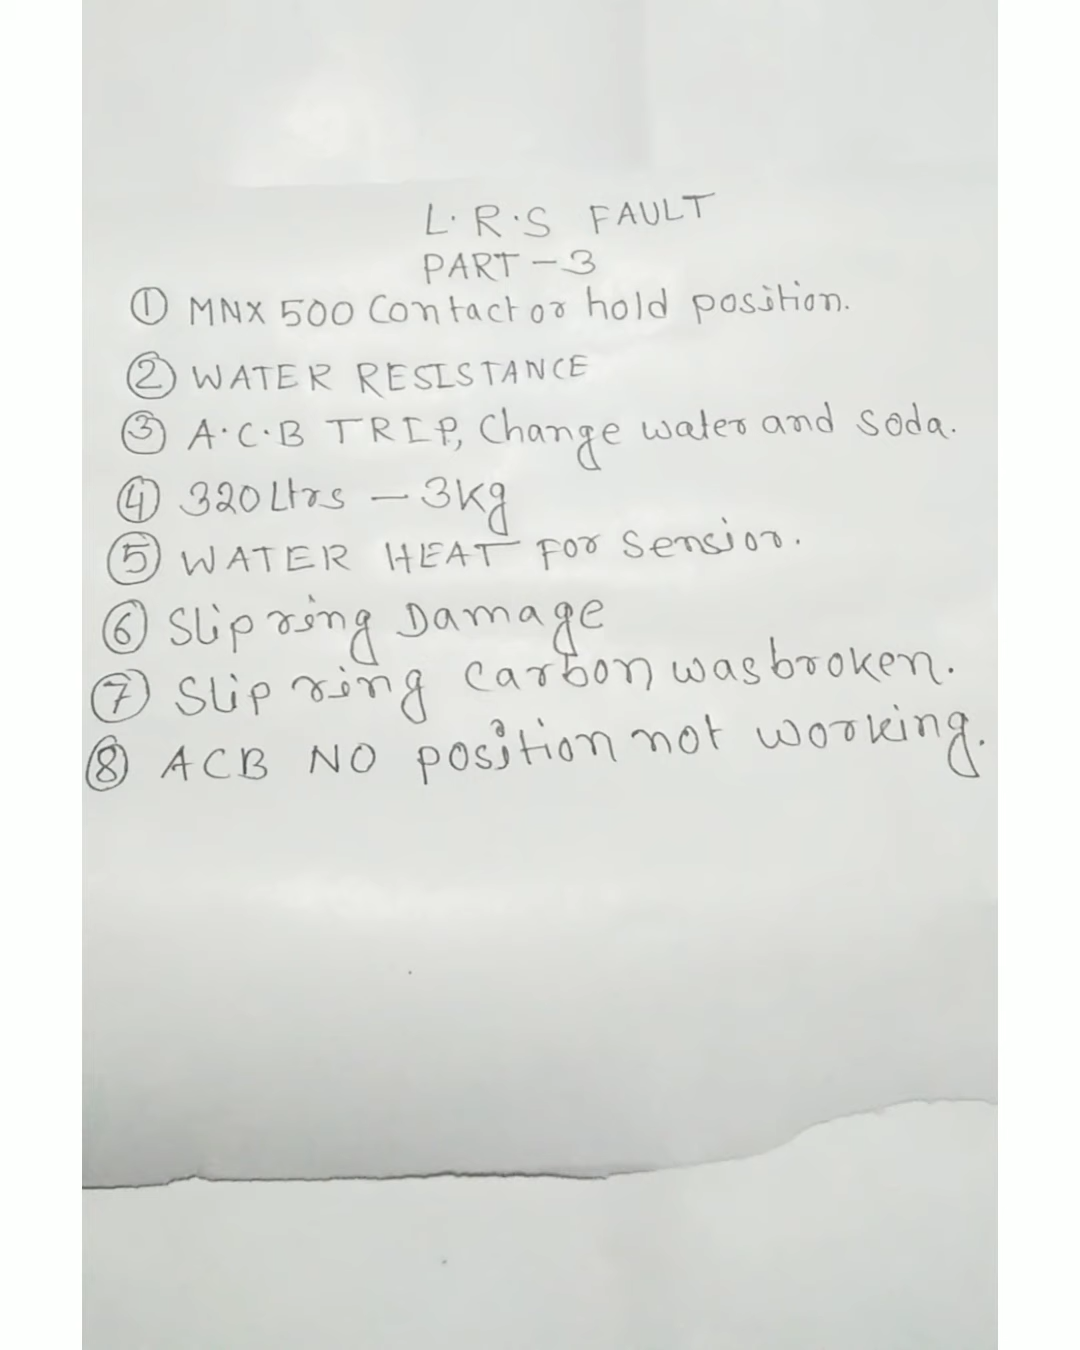 L.R.S FAULT
PART-3
① MNX 500 Contactor hold position.
② WATER RESISTANCE
③ A.C.B TRIP, Change water and soda.
④ 320 Ltrs - 3kg
⑤ WATER HEAT FOR Sensior.
⑥ Slip ring Damage
⑦ Slip ring carbon was broken.
⑧ ACB NO position not working.